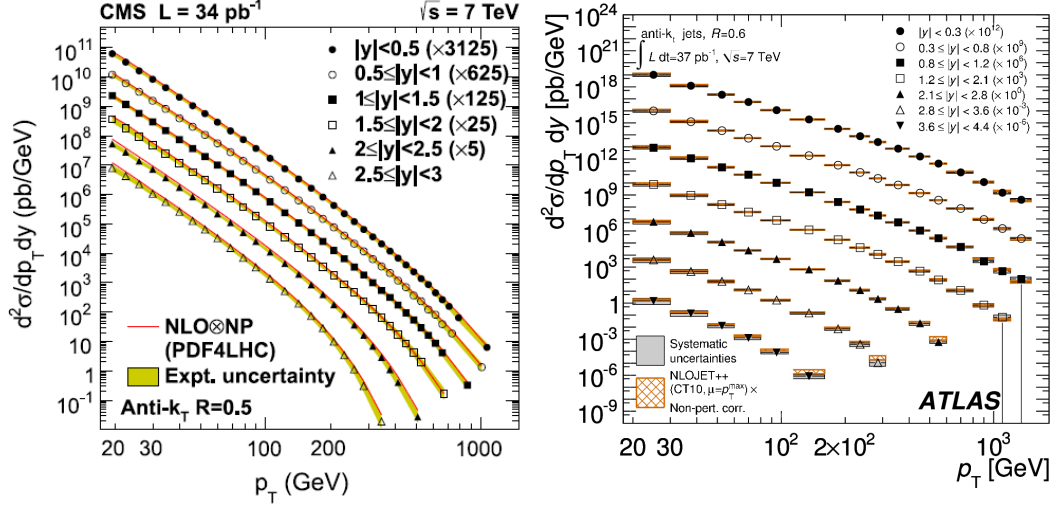 CMS L = 34 pb⁻¹ √s = 7 TeV
d²σ/dp_T dy (pb/GeV)
10¹¹
10¹⁰
10⁹
10⁸
10⁷
10⁶
10⁵
10⁴
10³
10²
10
1
10⁻¹
|y|<0.5 (×3125)
0.5≤|y|<1 (×625)
1≤|y|<1.5 (×125)
1.5≤|y|<2 (×25)
2≤|y|<2.5 (×5)
2.5≤|y|<3
NLO⊗NP
(PDF4LHC)
Expt. uncertainty
Anti-k_T R=0.5
20 30 100 200 1000
p_T (GeV)
d²σ/dp_T dy [pb/GeV]
10²⁴
10²¹
10¹⁸
10¹⁵
10¹²
10⁹
10⁶
10³
1
10⁻³
10⁻⁶
10⁻⁹
anti-k_t jets, R=0.6
∫ L dt=37 pb⁻¹, √s=7 TeV
|y| < 0.3 (× 10¹²)
0.3 ≤ |y| < 0.8 (× 10⁹)
0.8 ≤ |y| < 1.2 (× 10⁶)
1.2 ≤ |y| < 2.1 (× 10³)
2.1 ≤ |y| < 2.8 (× 10⁰)
2.8 ≤ |y| < 3.6 (× 10⁻³)
3.6 ≤ |y| < 4.4 (× 10⁻⁶)
Systematic
uncertainties
NLOJET++
(CT10, μ=p_T^max) ×
Non-pert. corr.
ATLAS
20 30 10² 2×10² 10³
p_T [GeV]